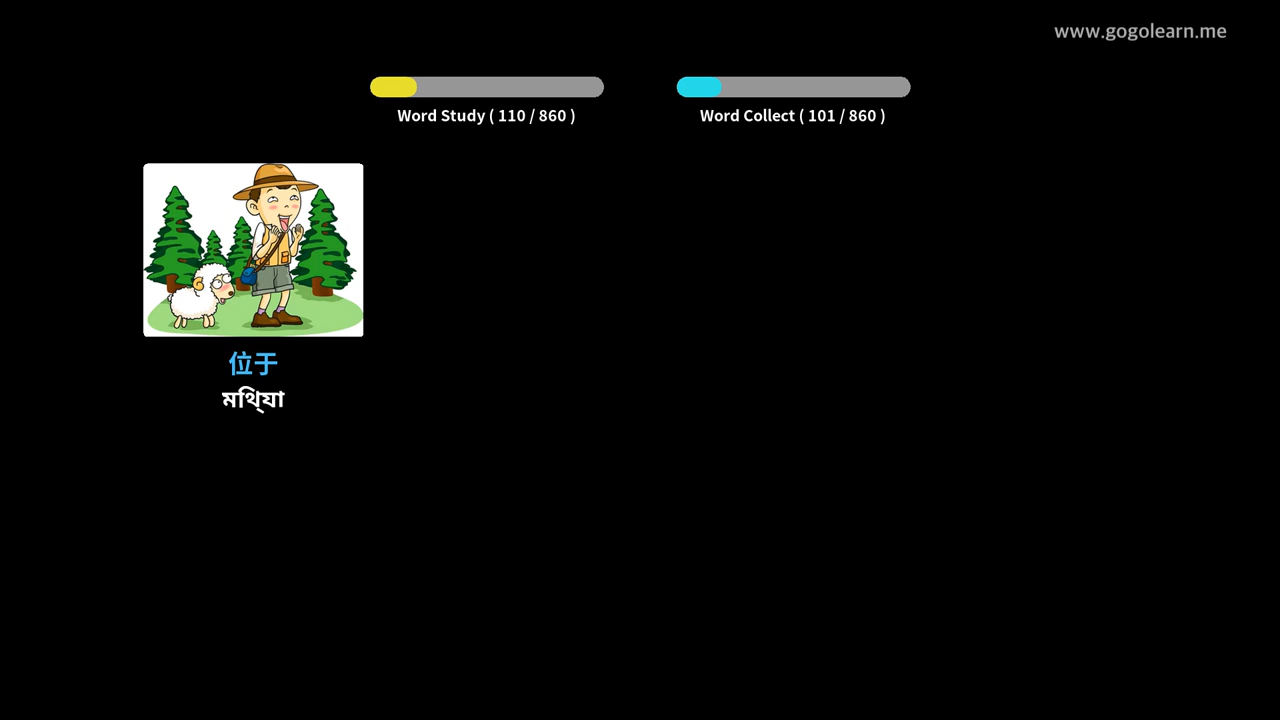 www.gogolearn.me
Word Study ( 110 / 860 )
Word Collect ( 101 / 860 )
位于
মথি্যা